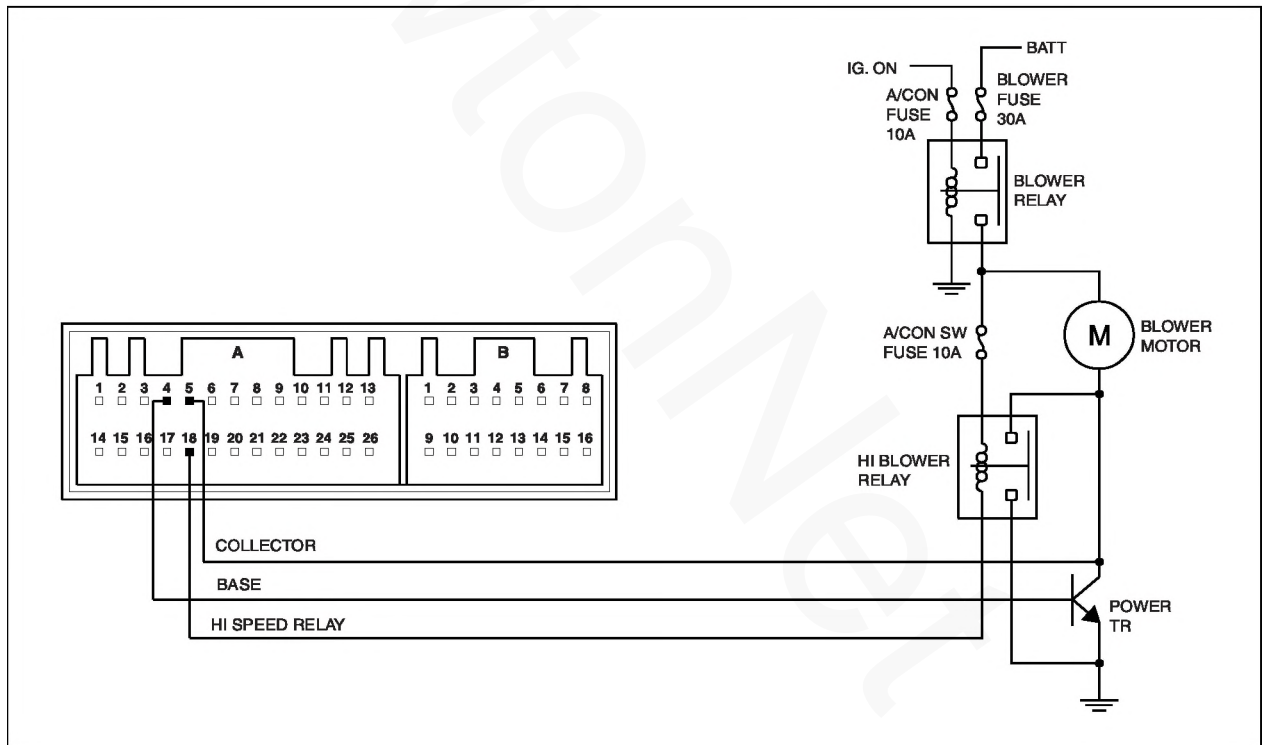 BATT
IG. ON
A/CON
FUSE
10A
BLOWER
FUSE
30A
BLOWER
RELAY
A/CON SW
FUSE 10A
M
BLOWER
MOTOR
A
B
1 2 3 4 5 6 7 8 9 10 11 12 13
1 2 3 4 5 6 7 8
14 15 16 17 18 19 20 21 22 23 24 25 26
9 10 11 12 13 14 15 16
HI BLOWER
RELAY
COLLECTOR
BASE
HI SPEED RELAY
POWER
TR